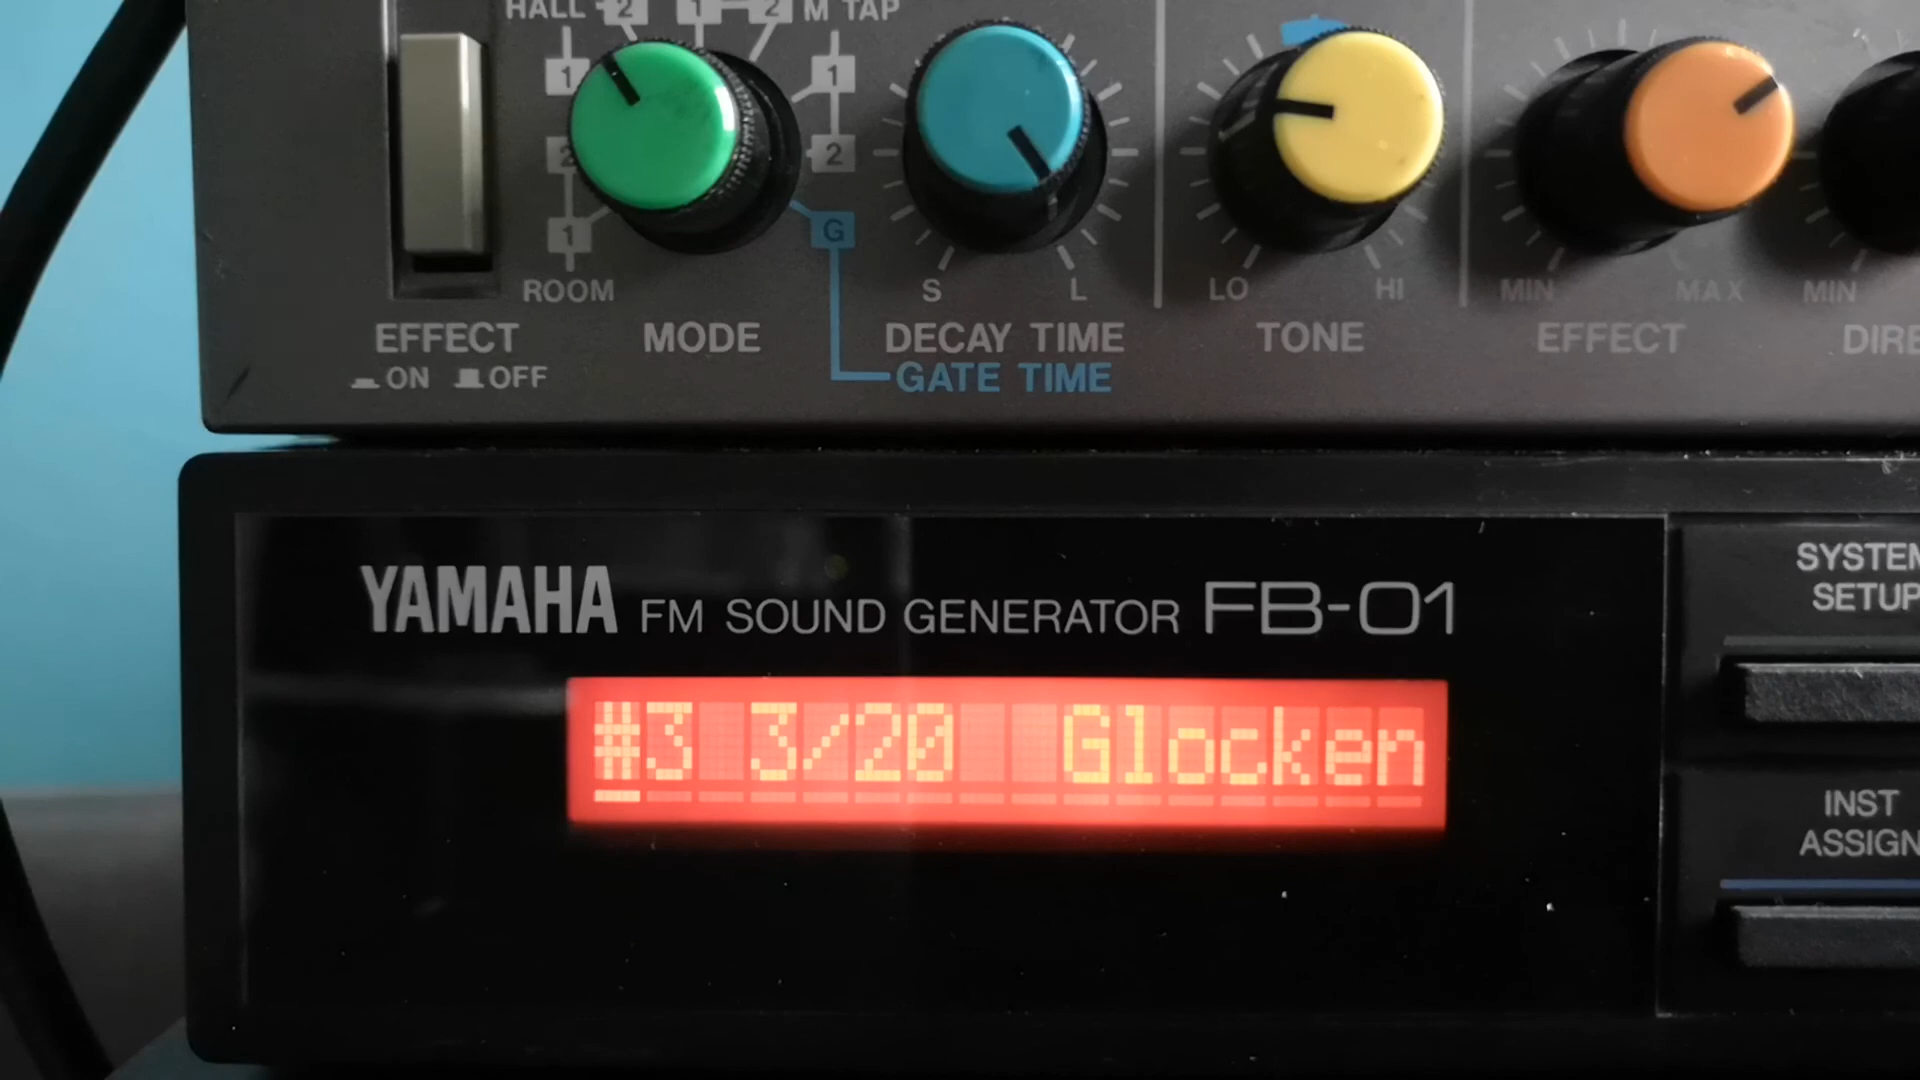 HALL 2 1 2 M TAP
1 1
2 2
1 G
ROOM S L LO HI MIN MAX MIN
EFFECT MODE DECAY TIME TONE EFFECT DIRE
ON OFF GATE TIME
YAMAHA FM SOUND GENERATOR FB-01
SYSTEM
SETUP
#3 3/20 Glocken
INST
ASSIGN